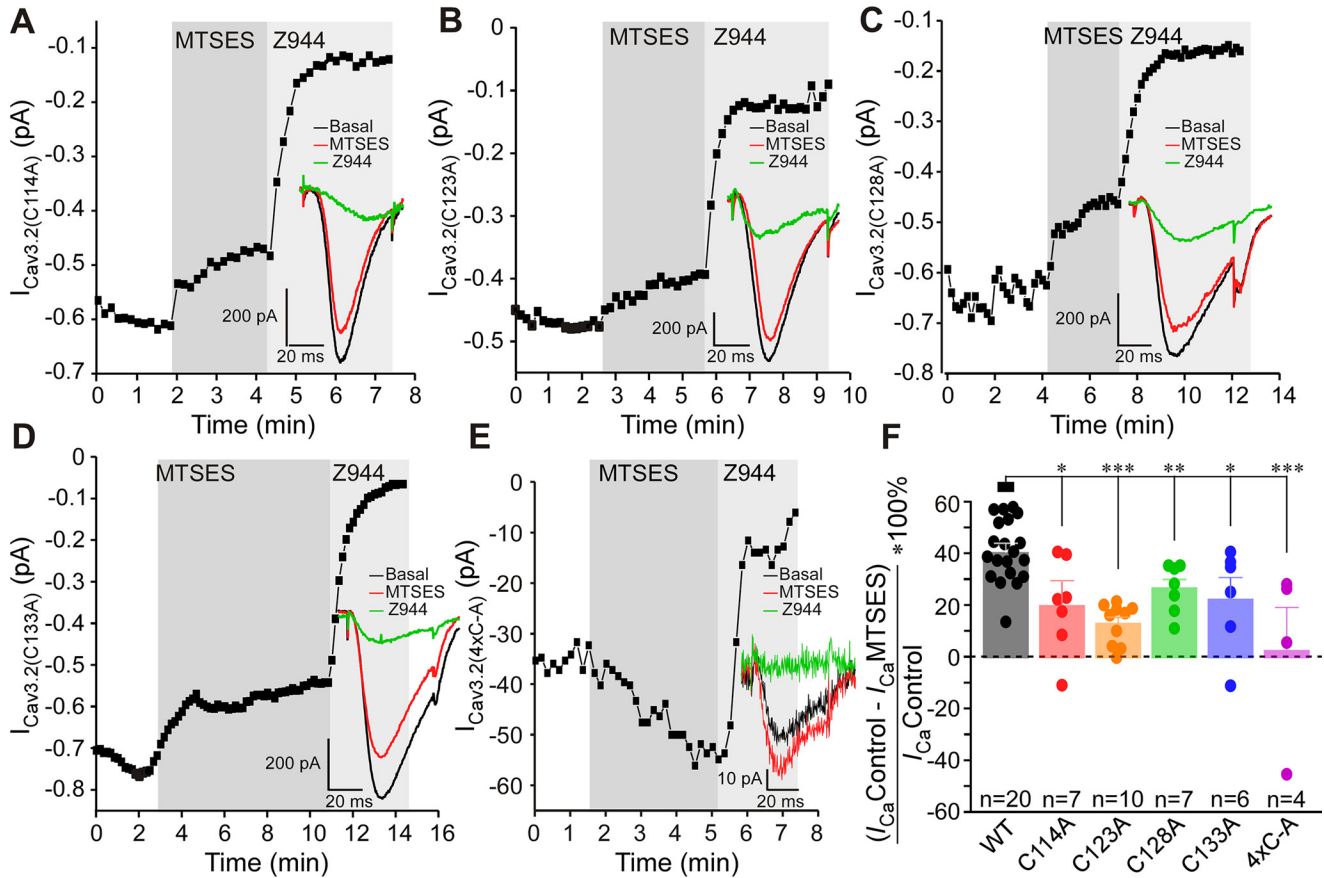 A
-0.1
-0.2
-0.3
-0.4
-0.5
-0.6
-0.7
I Cav3.2(C114A) (pA)
MTSES
Z944
Basal
MTSES
Z944
200 pA
20 ms
0 1 2 3 4 5 6 7 8
Time (min)
B
0
-0.1
-0.2
-0.3
-0.4
-0.5
I Cav3.2(C123A) (pA)
MTSES
Z944
Basal
MTSES
Z944
200 pA
20 ms
0 1 2 3 4 5 6 7 8 9 10
Time (min)
C
-0.1
-0.2
-0.3
-0.4
-0.5
-0.6
-0.7
-0.8
I Cav3.2(C128A) (pA)
MTSES Z944
Basal
MTSES
Z944
200 pA
20 ms
0 2 4 6 8 10 12 14
Time (min)
D
0
-0.1
-0.2
-0.3
-0.4
-0.5
-0.6
-0.7
-0.8
I Cav3.2(C133A) (pA)
MTSES
Z944
Basal
MTSES
Z944
200 pA
20 ms
0 2 4 6 8 10 12 14 16
Time (min)
E
0
-10
-20
-30
-40
-50
-60
I Cav3.2(4xC-A) (pA)
MTSES
Z944
Basal
MTSES
Z944
10 pA
20 ms
0 1 2 3 4 5 6 7 8
Time (min)
F
(ICaControl - ICaMTSES) *100%
ICaControl
* *** ** * ***
60
40
20
0
-20
-40
-60
n=20 n=7 n=10 n=7 n=6 n=4
WT C114A C123A C128A C133A 4xC-A